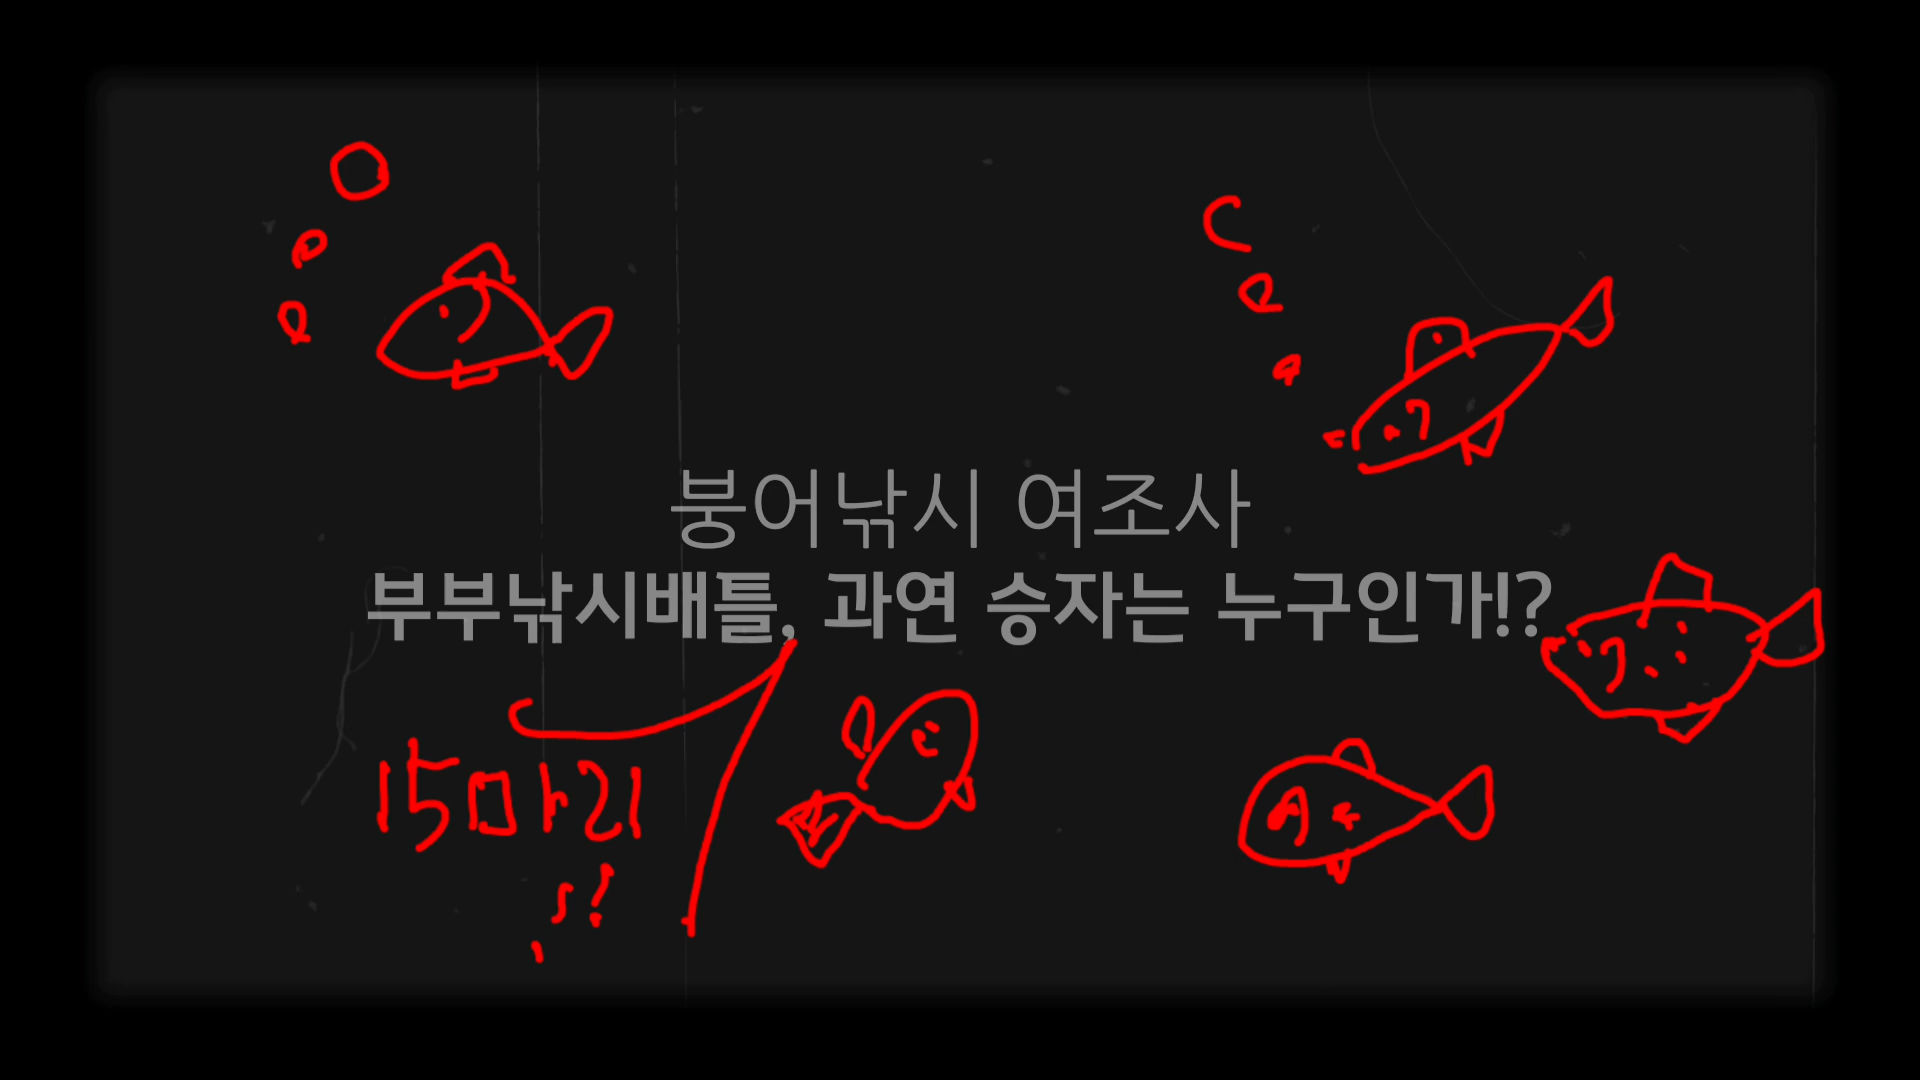 붕어낚시 여조사
부부낚시배틀, 과연 승자는 누구인가!?
15마리